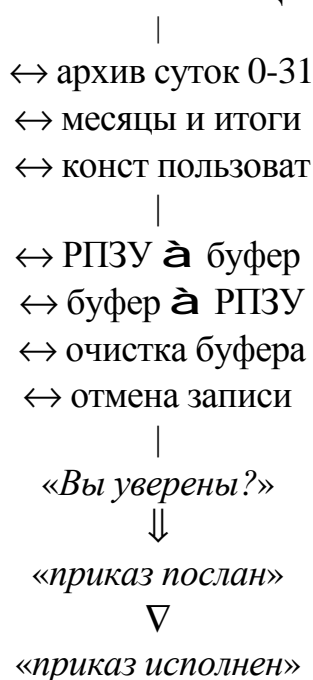 |
↔ архив суток 0-31
↔ месяцы и итоги
↔ конст пользоват
|
↔ РПЗУ à буфер
↔ буфер à РПЗУ
↔ очистка буфера
↔ отмена записи
|
«Вы уверены?»
⇓
«приказ послан»
∇
«приказ исполнен»